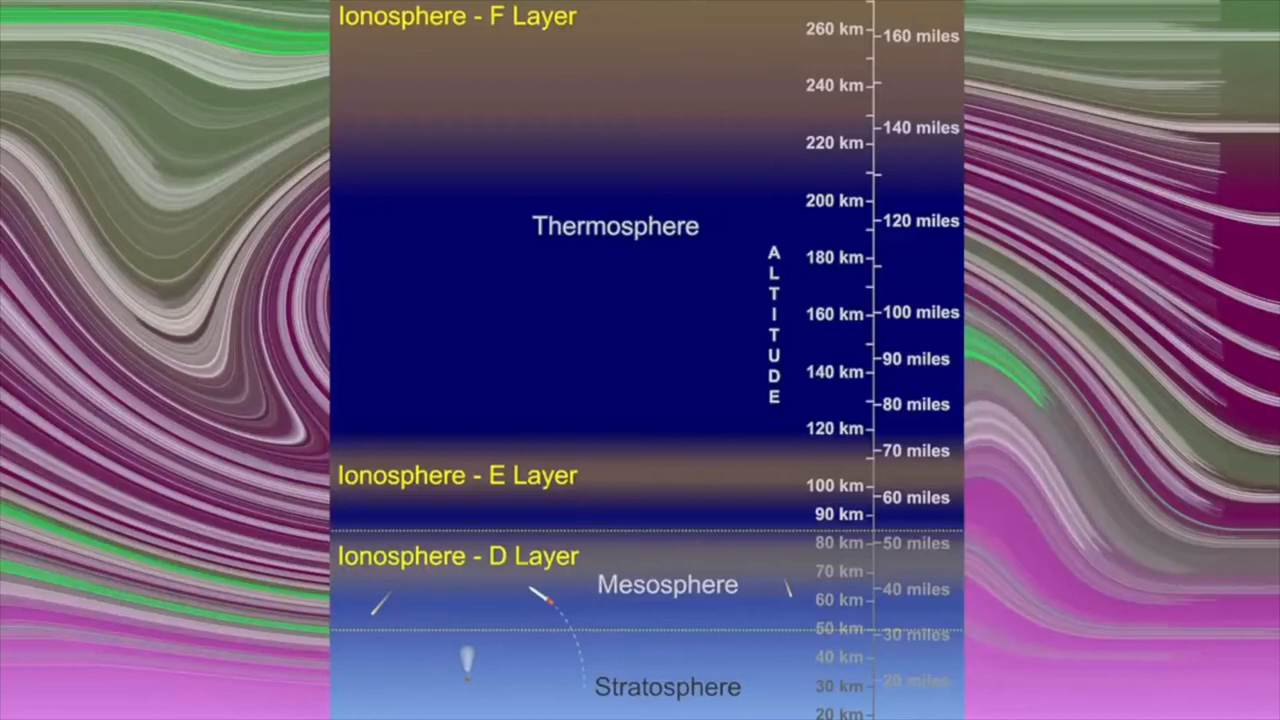 Ionosphere - F Layer
260 km
160 miles
240 km
140 miles
220 km
200 km
120 miles
Thermosphere
ALTITUDE
180 km
160 km
100 miles
90 miles
140 km
80 miles
120 km
70 miles
Ionosphere - E Layer
100 km
60 miles
90 km
80 km
50 miles
Ionosphere - D Layer
70 km
Mesosphere
40 miles
60 km
50 km
30 miles
40 km
Stratosphere
30 km
20 miles
20 km